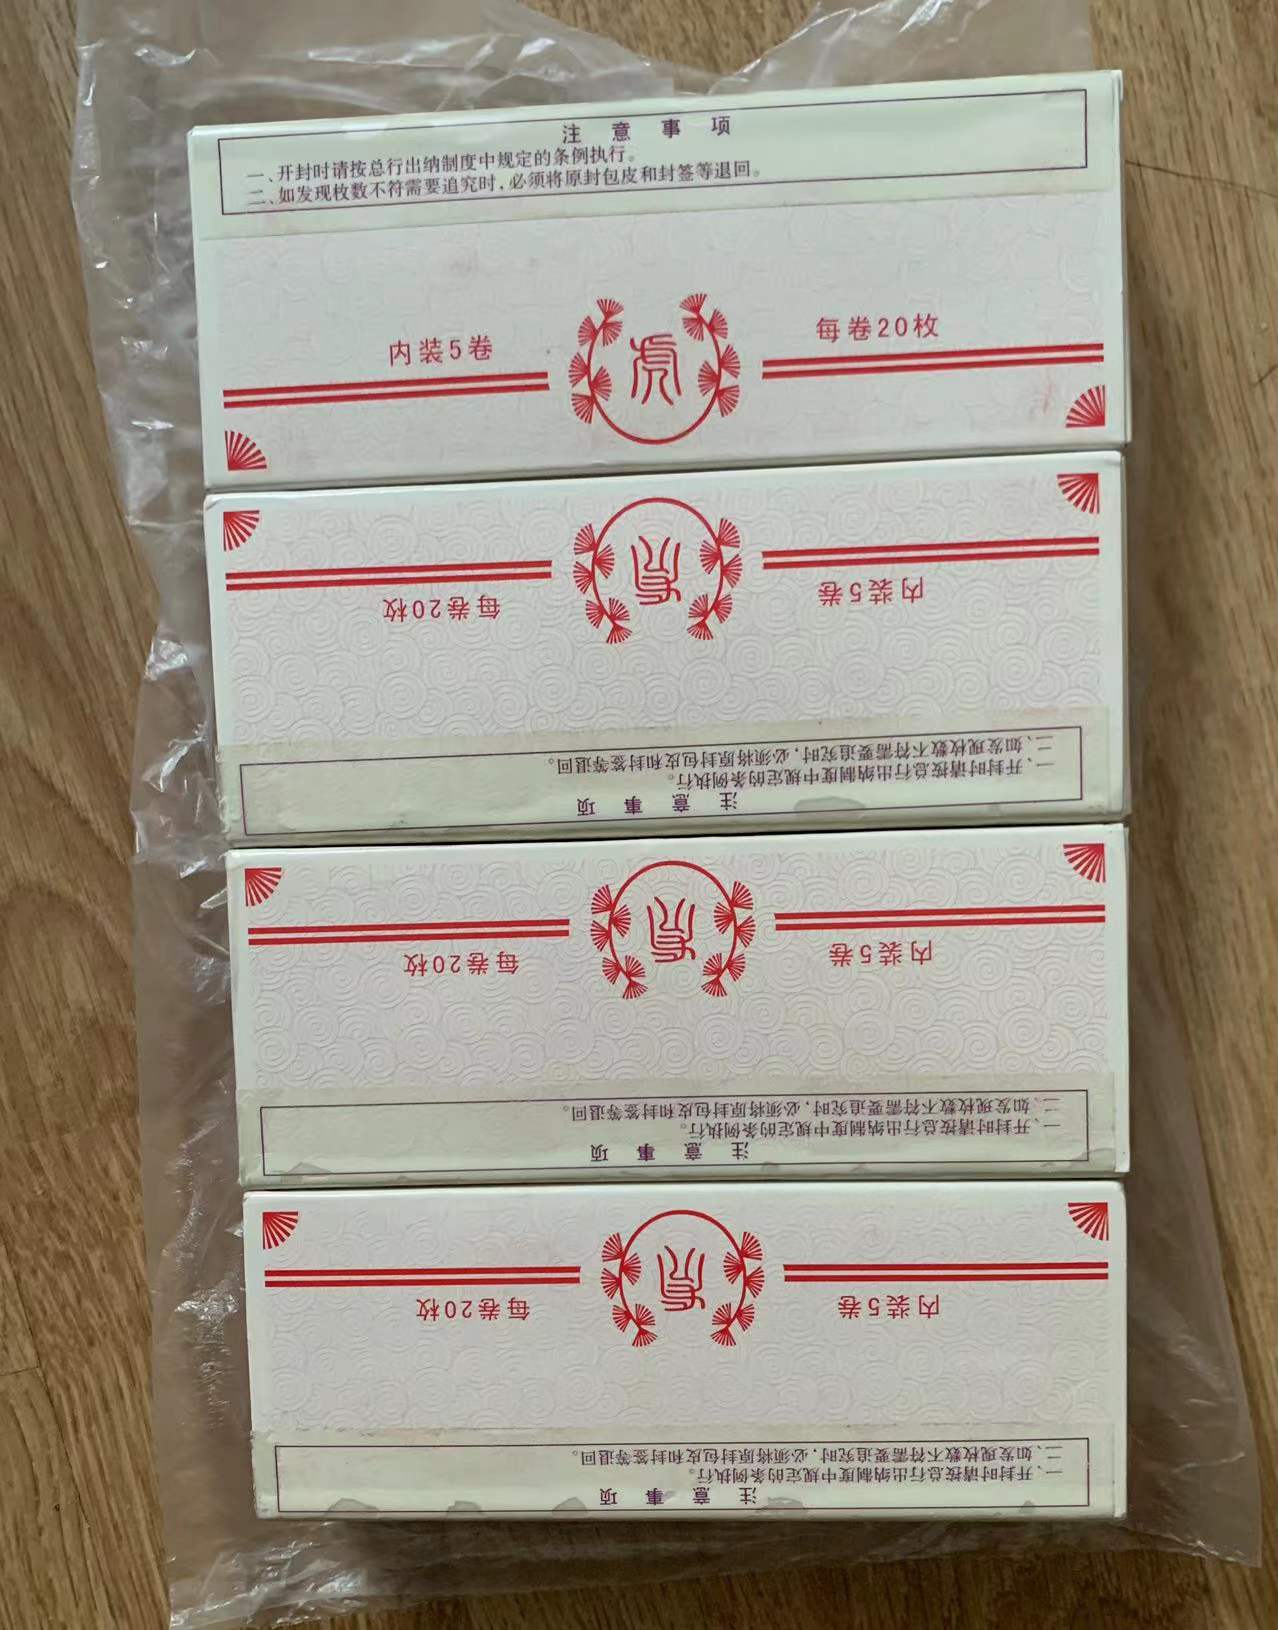 注意事项
一、开封时请按总行出纳制度中规定的条例执行。
二、如发现枚数不符需要追究时，必须将原封包皮和封签等退回。
内装5卷
虎
每卷20枚
虎
内装5卷
每卷20枚
注意事项
一、开封时请按总行出纳制度中规定的条例执行。
二、如发现枚数不符需要追究时，必须将原封包皮和封签等退回。
虎
内装5卷
每卷20枚
注意事项
一、开封时请按总行出纳制度中规定的条例执行。
二、如发现枚数不符需要追究时，必须将原封包皮和封签等退回。
虎
内装5卷
每卷20枚
注意事项
一、开封时请按总行出纳制度中规定的条例执行。
二、如发现枚数不符需要追究时，必须将原封包皮和封签等退回。